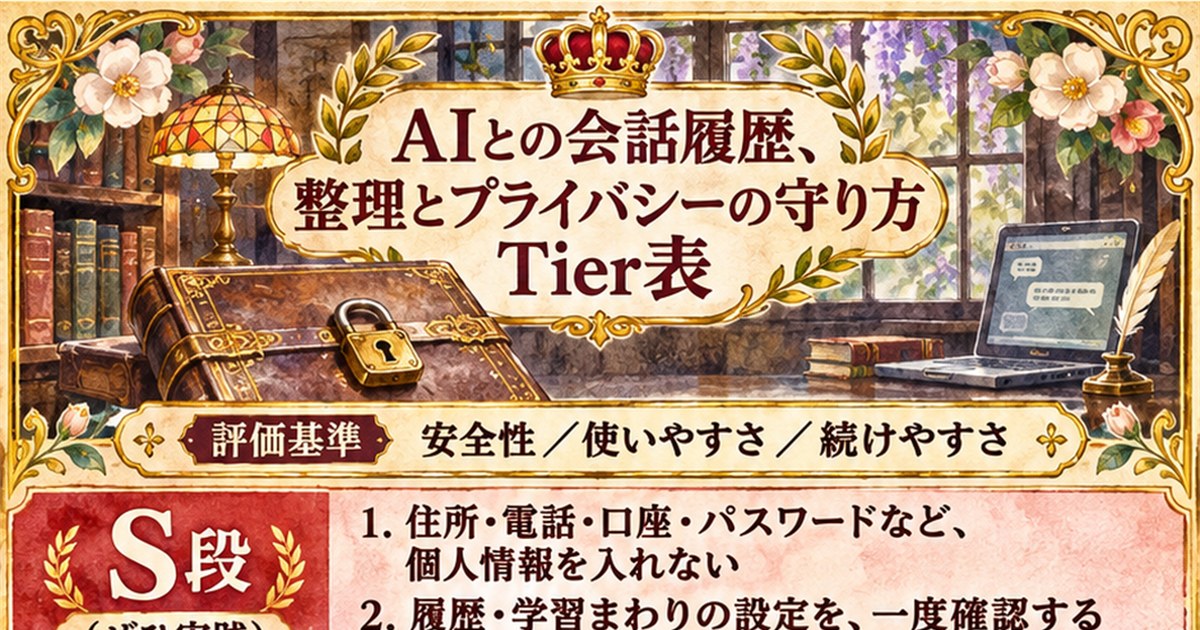 AIとの会話履歴、
整理とプライバシーの守り方
Tier表
評価基準
安全性／使いやすさ／続けやすさ
S段
1. 住所・電話・口座・パスワードなど、
個人情報を入れない
2. 履歴・学習まわりの設定を、一度確認する